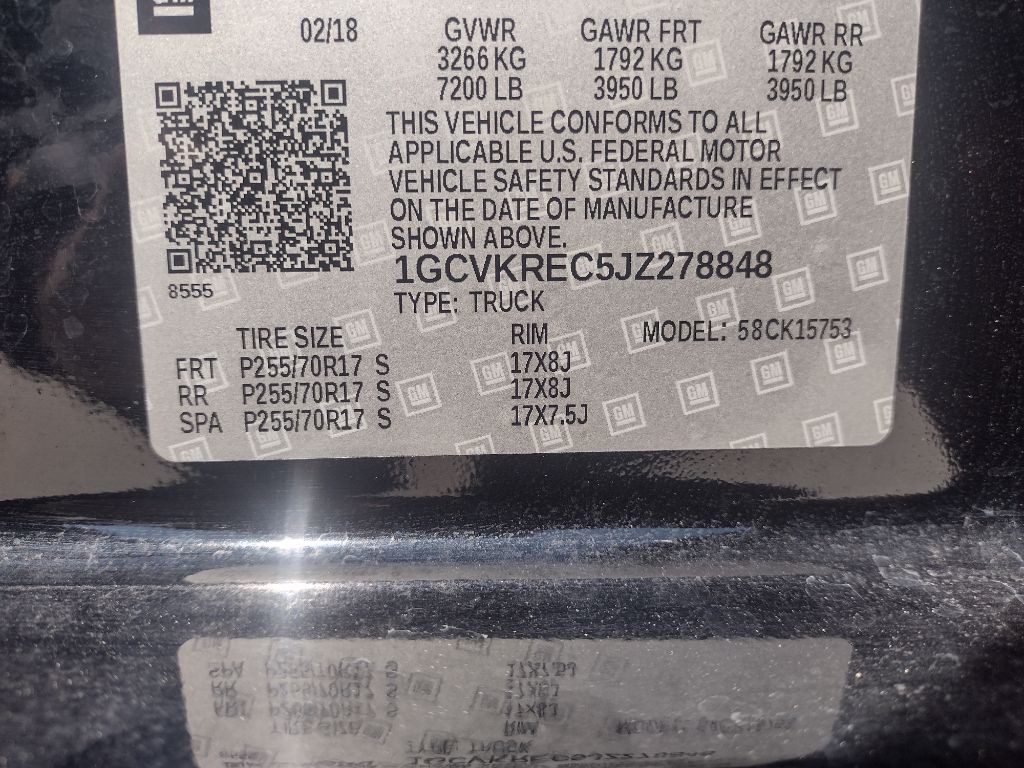 GM
02/18
GVWR GAWR FRT GAWR RR
3266 KG 1792 KG 1792 KG
7200 LB 3950 LB 3950 LB
THIS VEHICLE CONFORMS TO ALL
APPLICABLE U.S. FEDERAL MOTOR
VEHICLE SAFETY STANDARDS IN EFFECT
ON THE DATE OF MANUFACTURE
SHOWN ABOVE.
1GCVKREC5JZ278848
8555
TYPE: TRUCK
TIRE SIZE RIM MODEL: 58CK15753
FRT P255/70R17 S 17X8J
RR P255/70R17 S 17X8J
SPA P255/70R17 S 17X7.5J